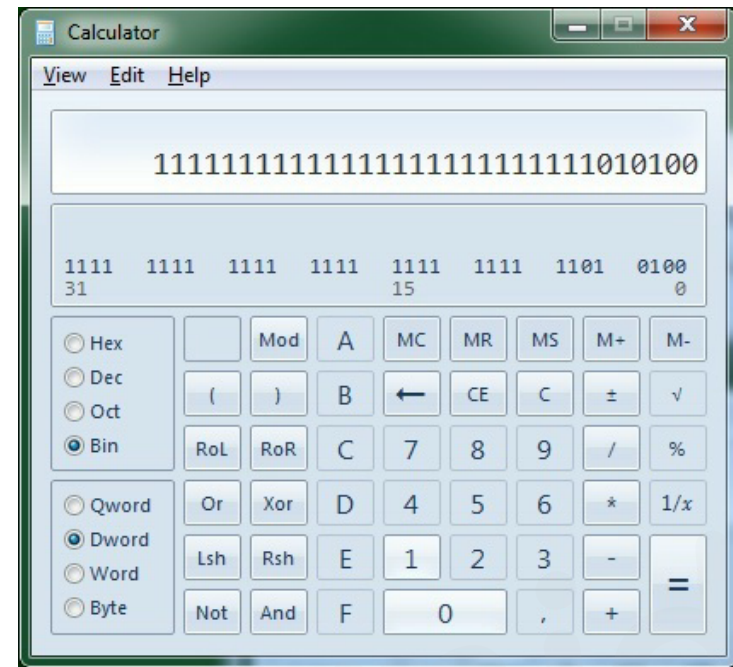 Calculator
View Edit Help
11111111111111111111111111010100
1111 1111 1111 1111 1111 1111 1101 0100
31 15 0
Hex Mod A MC MR MS M+ M-
Dec ( ) B ← CE C ± √
Oct
Bin RoL RoR C 7 8 9 / %
Qword Or Xor D 4 5 6 * 1/x
Dword Lsh Rsh E 1 2 3 - =
Word
Byte Not And F 0 , +